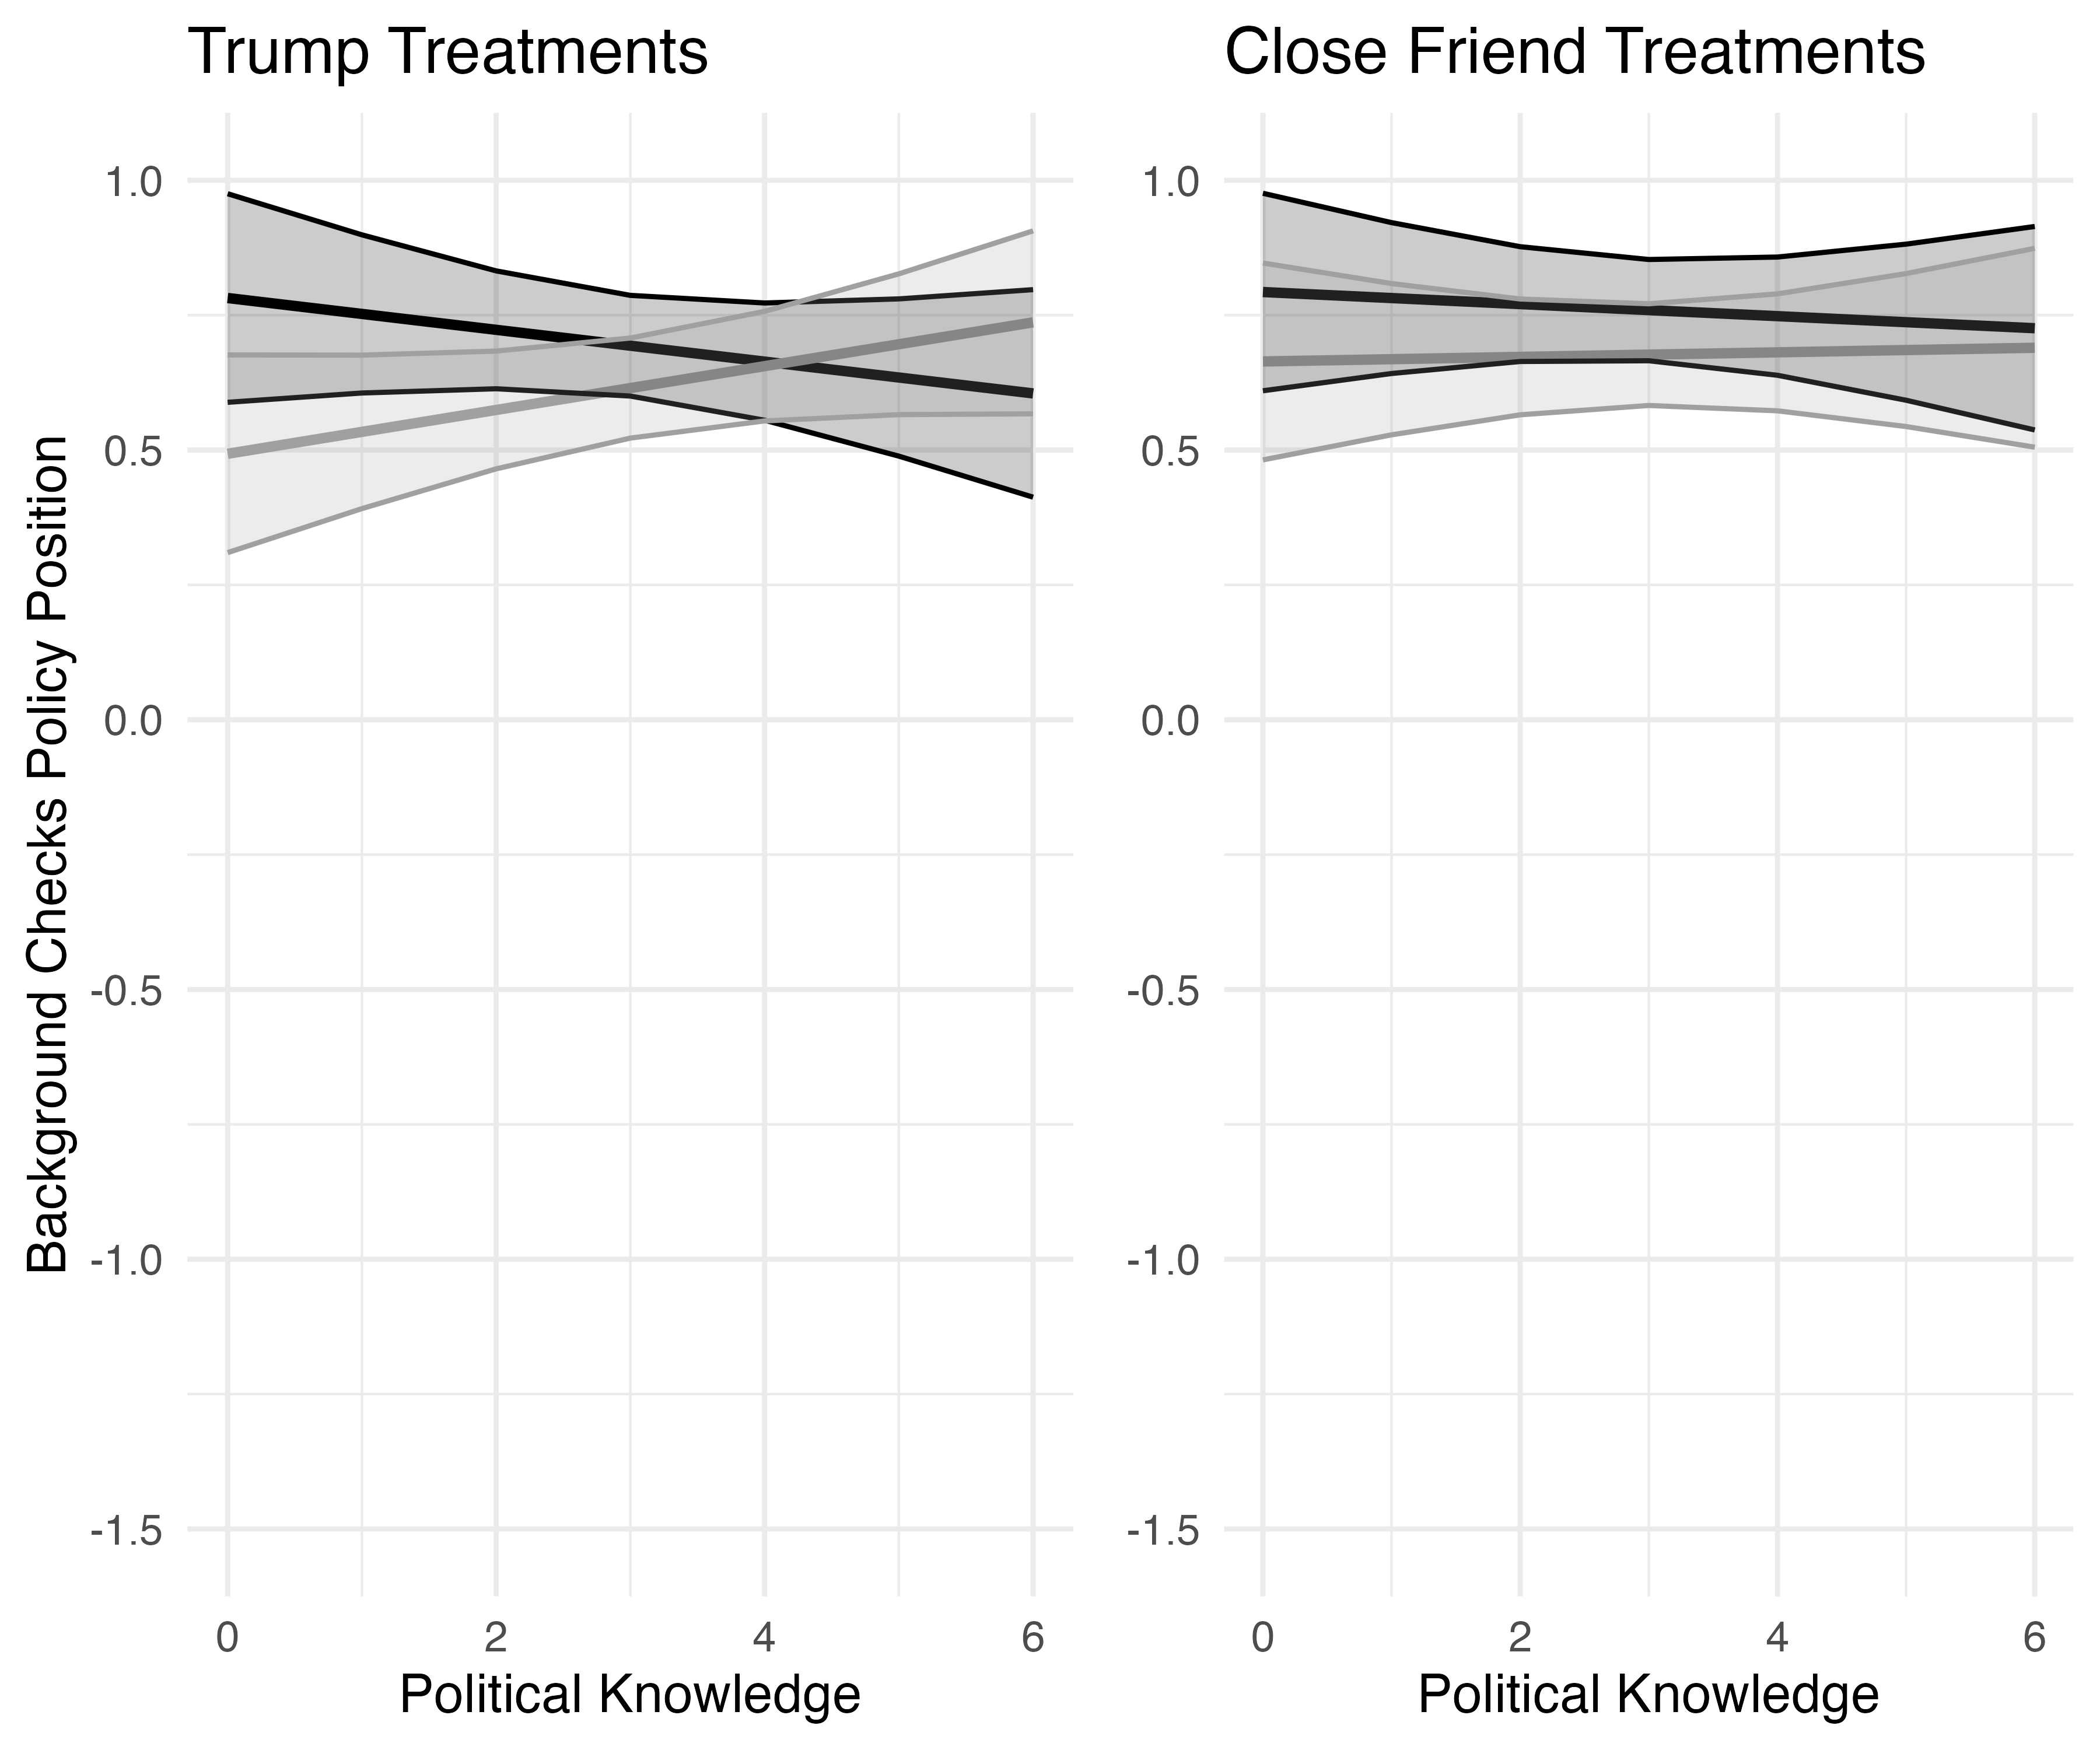 Trump Treatments
Close Friend Treatments
Background Checks Policy Position
1.0
0.5
0.0
-0.5
-1.0
-1.5
0 2 4 6
Political Knowledge
1.0
0.5
0.0
-0.5
-1.0
-1.5
0 2 4 6
Political Knowledge